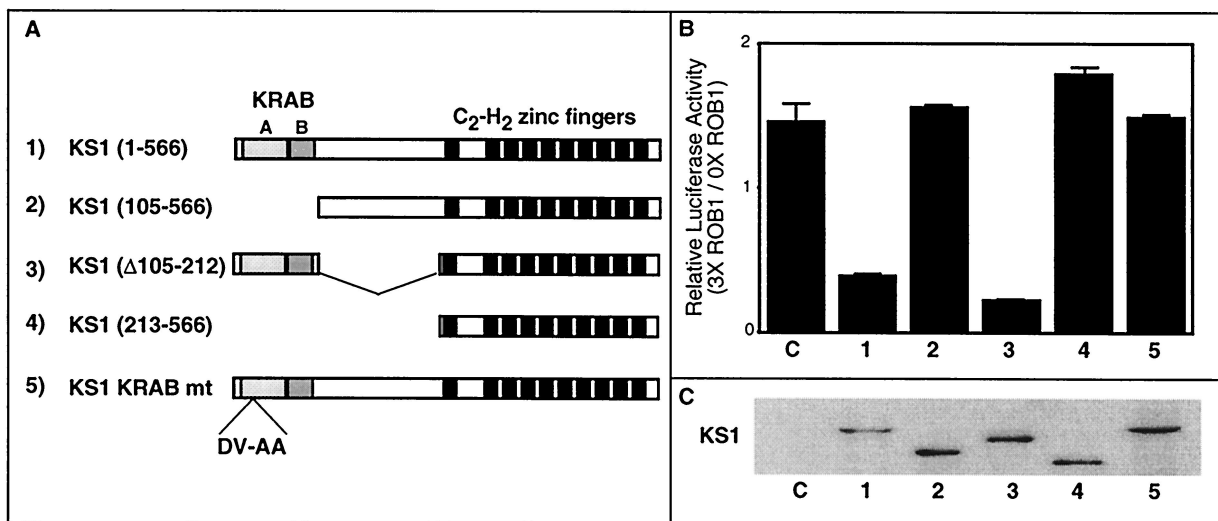 A
KRAB
A B
C2-H2 zinc fingers
1) KS1 (1-566)
2) KS1 (105-566)
3) KS1 (Δ105-212)
4) KS1 (213-566)
5) KS1 KRAB mt
DV-AA
B
Relative Luciferase Activity
(3X ROB1 / 0X ROB1)
2
1
0
C 1 2 3 4 5
C
KS1
C 1 2 3 4 5